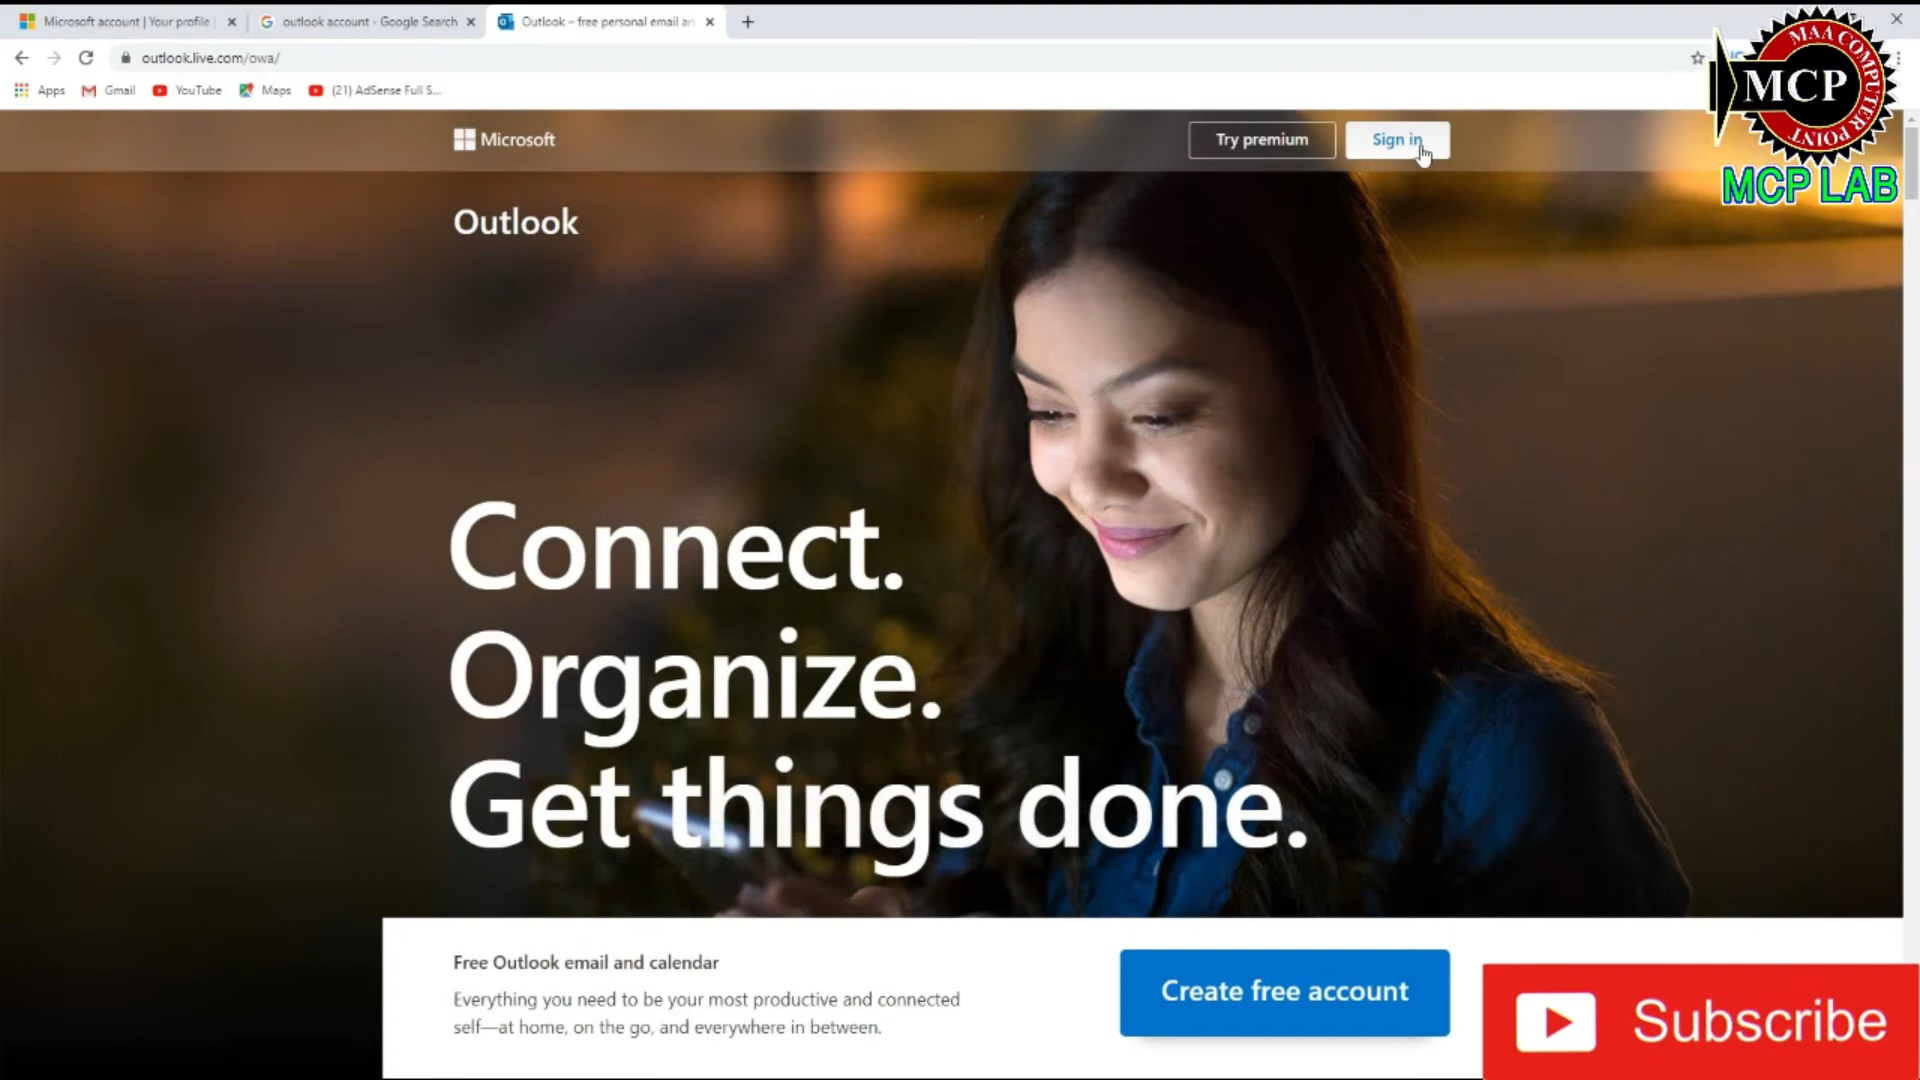 Microsoft account | Your profile
outlook account - Google Search
Outlook – free personal email an
outlook.live.com/owa/
Apps
Gmail
YouTube
Maps
(21) AdSense Full S...
MAA COMPUTER POINT
MCP
MCP LAB
Microsoft
Try premium
Sign in
Outlook
Connect.
Organize.
Get things done.
Free Outlook email and calendar
Everything you need to be your most productive and connected
self—at home, on the go, and everywhere in between.
Create free account
Subscribe